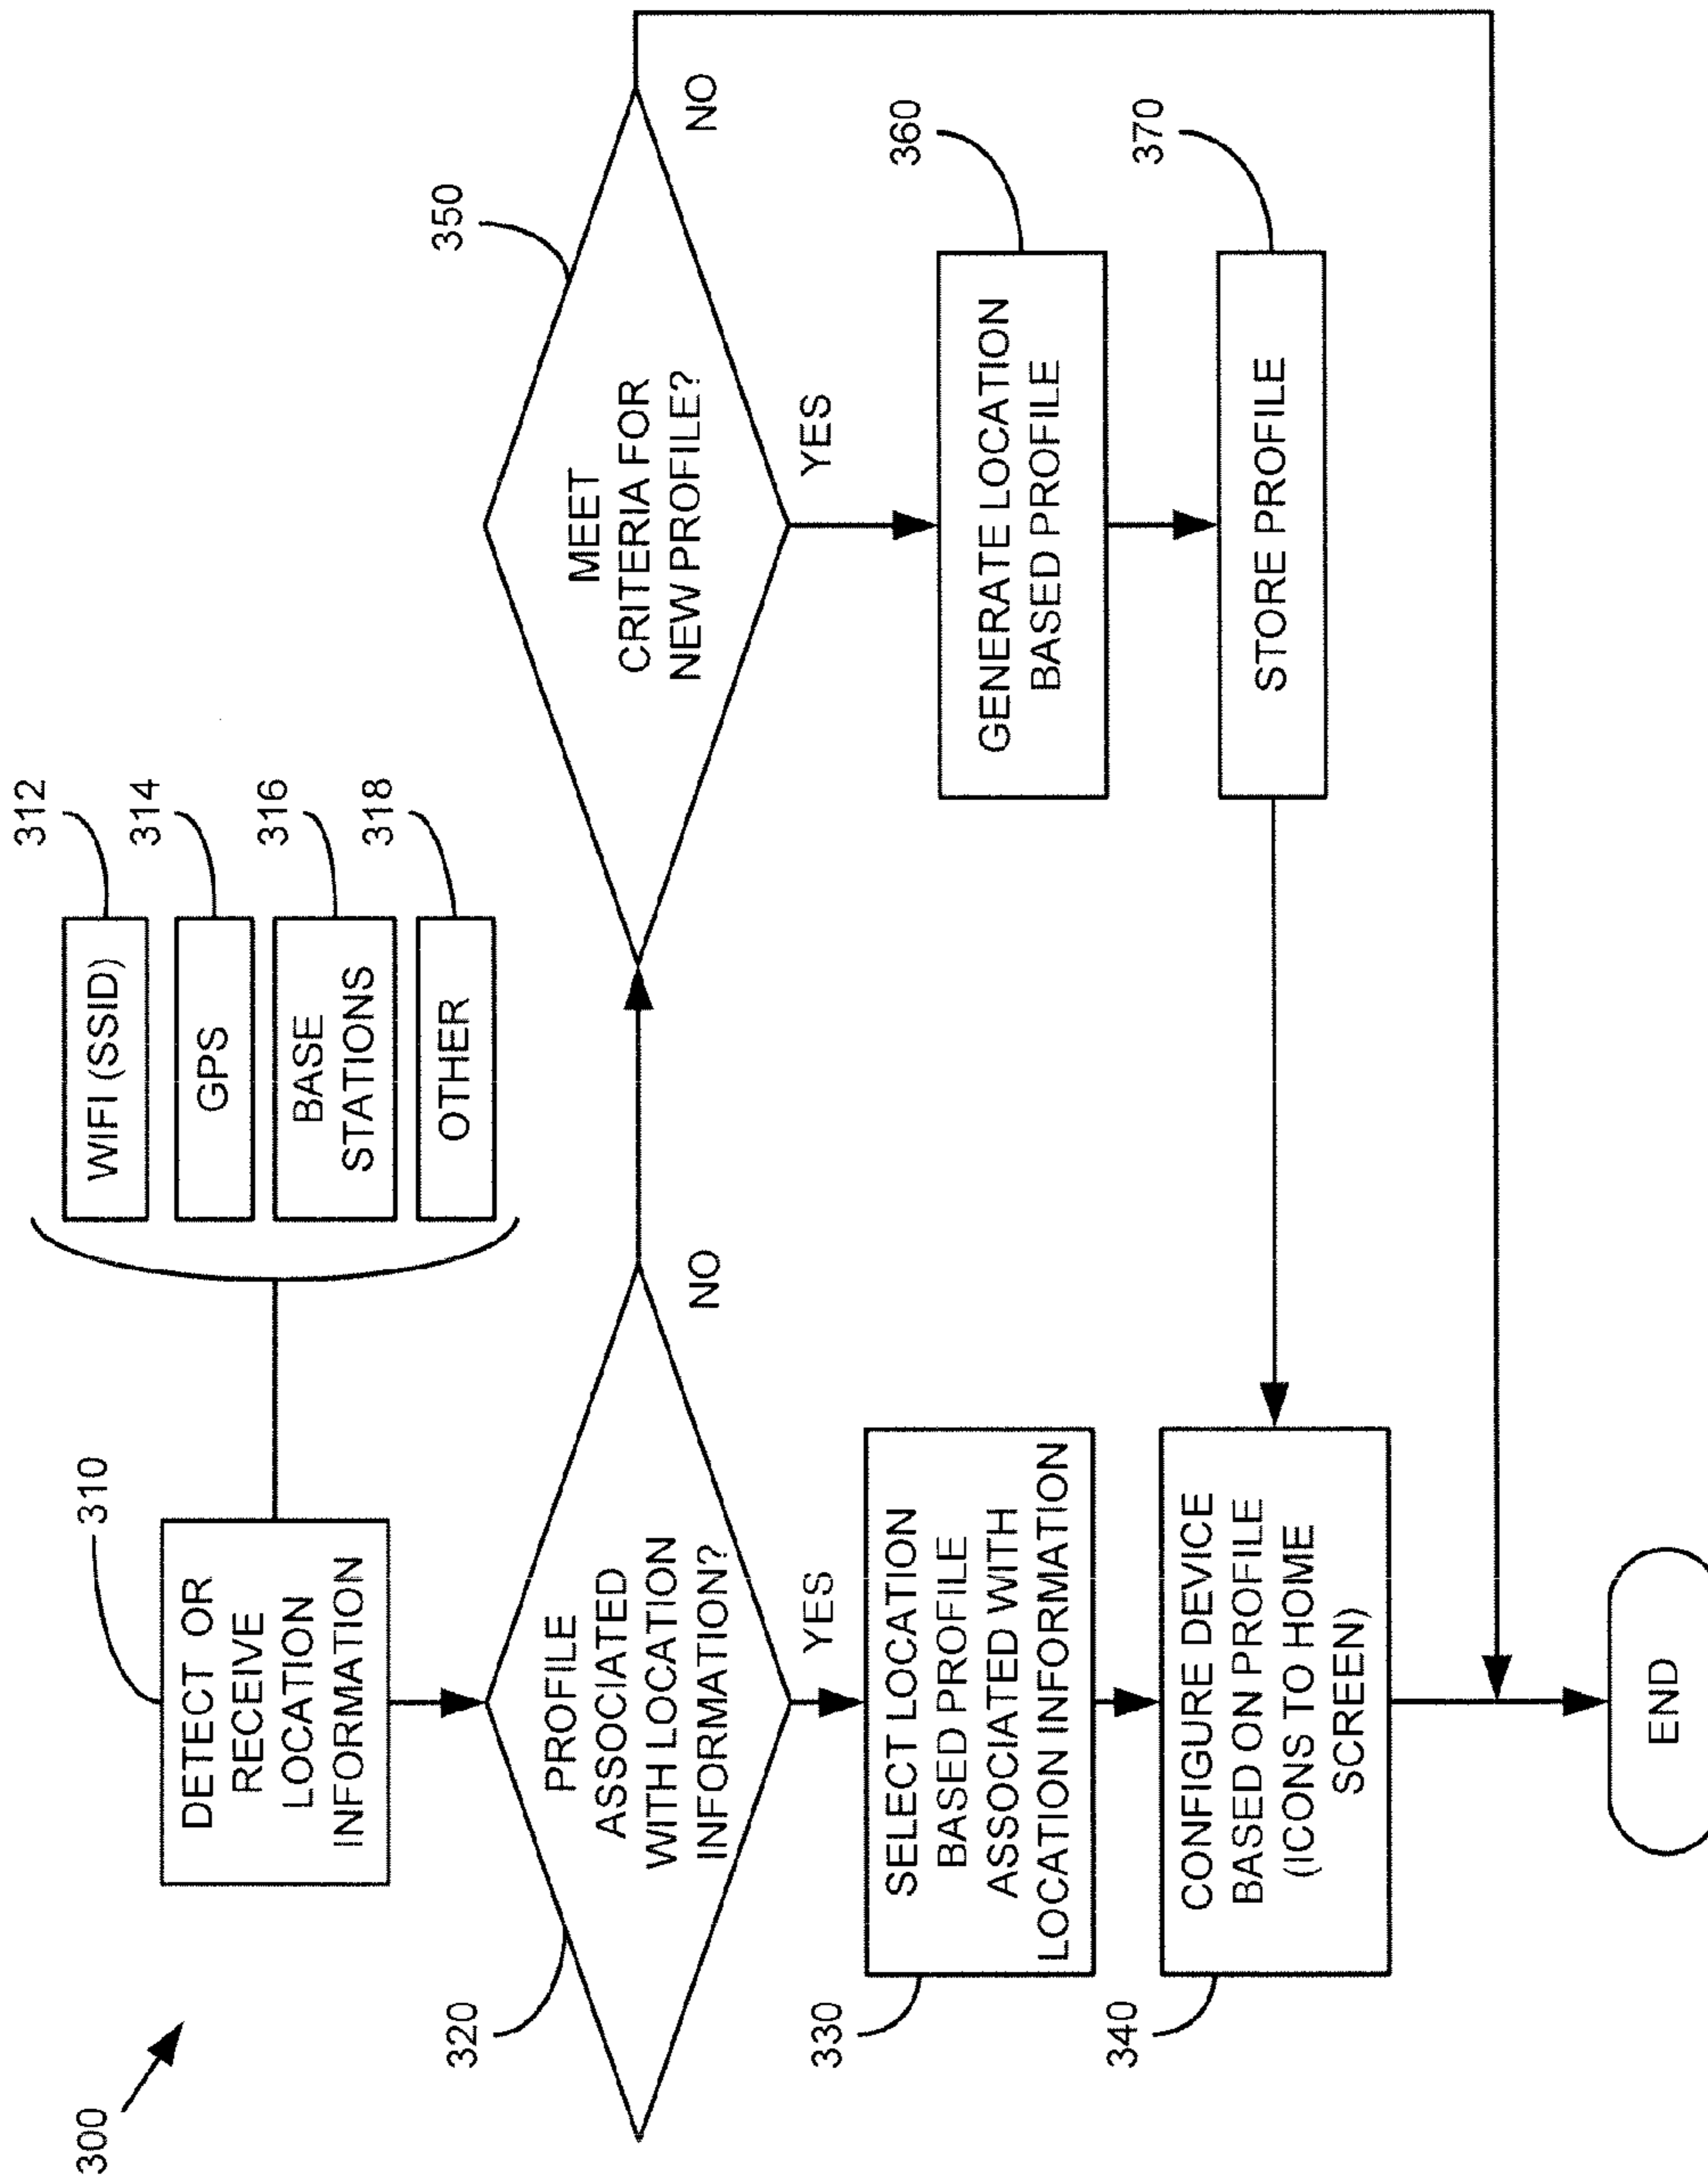 300
310
DETECT OR
RECEIVE
LOCATION
INFORMATION
312
WIFI (SSID)
314
GPS
316
BASE
STATIONS
318
OTHER
320
PROFILE
ASSOCIATED
WITH LOCATION
INFORMATION?
NO
YES
350
MEET
CRITERIA FOR
NEW PROFILE?
NO
YES
330
SELECT LOCATION
BASED PROFILE
ASSOCIATED WITH
LOCATION INFORMATION
360
GENERATE LOCATION
BASED PROFILE
340
CONFIGURE DEVICE
BASED ON PROFILE
(ICONS TO HOME
SCREEN)
370
STORE PROFILE
END